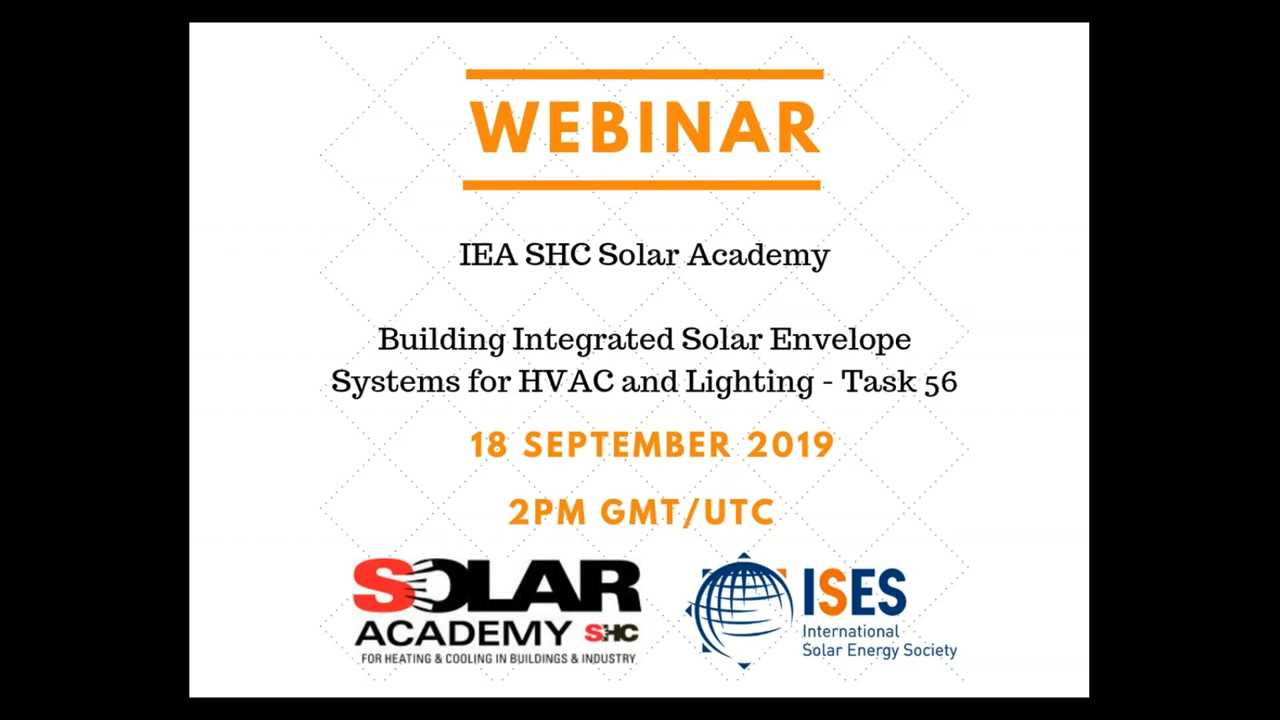 WEBINAR
IEA SHC Solar Academy
Building Integrated Solar Envelope
Systems for HVAC and Lighting - Task 56
18 SEPTEMBER 2019
2PM GMT/UTC
SOLAR
ACADEMY SHC
FOR HEATING & COOLING IN BUILDINGS & INDUSTRY
ISES
International
Solar Energy Society